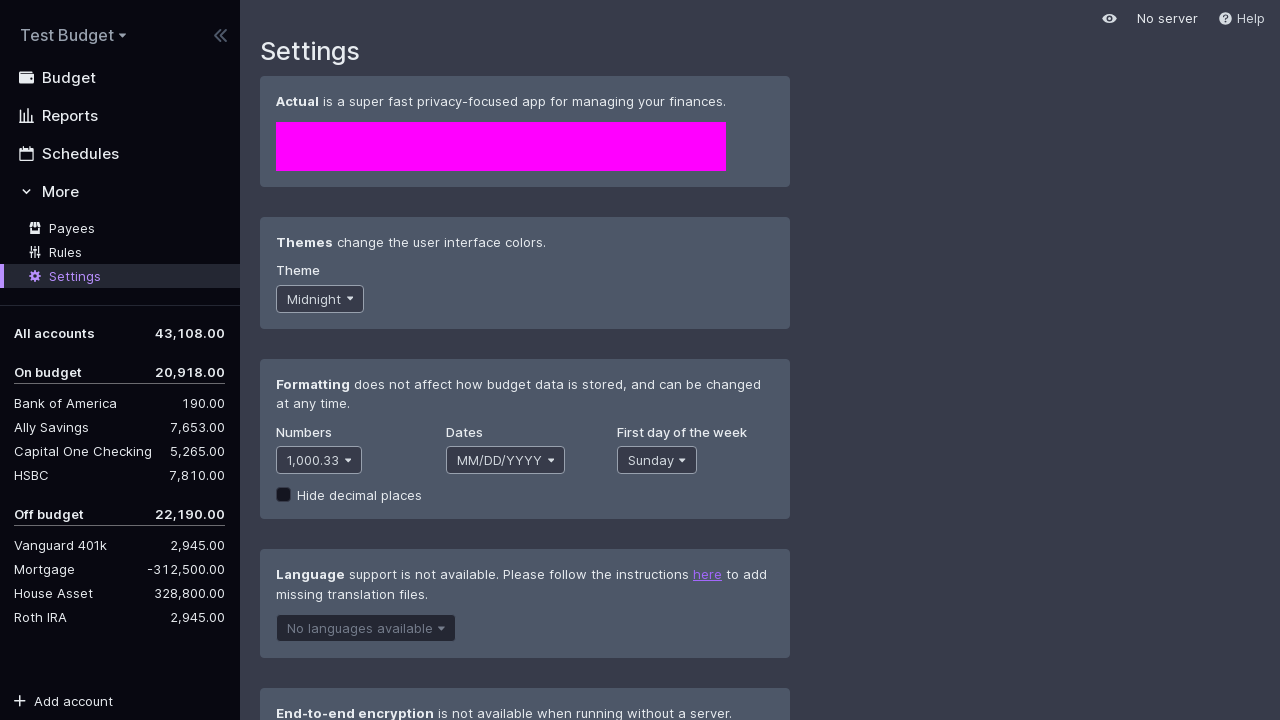 Test Budget
Budget
Reports
Schedules
More
Payees
Rules
Settings
All accounts 43,108.00
On budget 20,918.00
Bank of America 190.00
Ally Savings 7,653.00
Capital One Checking 5,265.00
HSBC 7,810.00
Off budget 22,190.00
Vanguard 401k 2,945.00
Mortgage -312,500.00
House Asset 328,800.00
Roth IRA 2,945.00
Add account
No server Help
Settings
Actual is a super fast privacy-focused app for managing your finances.
Themes change the user interface colors.
Theme
Midnight
Formatting does not affect how budget data is stored, and can be changed
at any time.
Numbers Dates First day of the week
1,000.33 MM/DD/YYYY Sunday
Hide decimal places
Language support is not available. Please follow the instructions here to add
missing translation files.
No languages available
End-to-end encryption is not available when running without a server.